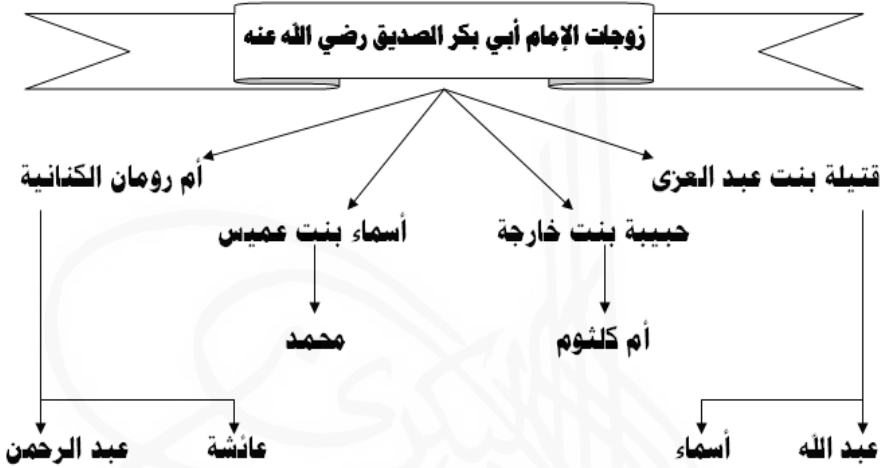 زوجات الإمام أبي بكر الصديق رضي الله عنه
قتيلة بنت عبد العزى
أم رومان الكنانية
حبيبة بنت خارجة
أسماء بنت عميس
أم كلثوم
محمد
عبد الله
أسماء
عائشة
عبد الرحمن